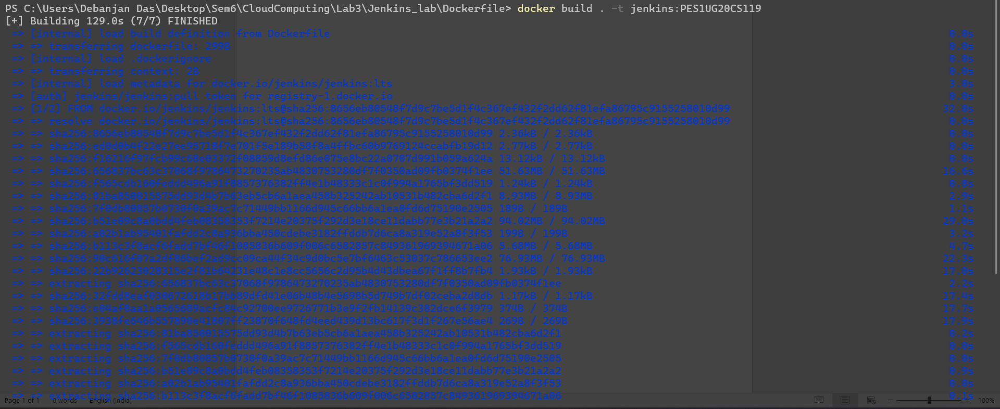 PS C:\Users\Debanjan Das\Desktop\Sem6\CloudComputing\Lab3\Jenkins_lab\Dockerfile> docker build . -t jenkins:PES1UG20CS119
[+] Building 129.0s (7/7) FINISHED
=> [internal] load build definition from Dockerfile 0.0s
=> => transferring dockerfile: 299B 0.0s
=> [internal] load .dockerignore 0.0s
=> => transferring context: 2B 0.0s
=> [internal] load metadata for docker.io/jenkins/jenkins:lts 3.8s
=> [auth] jenkins/jenkins:pull token for registry-1.docker.io 0.0s
=> [1/2] FROM docker.io/jenkins/jenkins:lts@sha256:8656eb80548f7d9c7be5d1f4c367ef432f2dd62f81efa86795c9155258010d99 32.0s
=> => resolve docker.io/jenkins/jenkins:lts@sha256:8656eb80548f7d9c7be5d1f4c367ef432f2dd62f81efa86795c9155258010d99 0.0s
=> => sha256:8656eb80548f7d9c7be5d1f4c367ef432f2dd62f81efa86795c9155258010d99 2.36kB / 2.36kB 0.0s
=> => sha256:ed0d0b4f22e27ee95718f7e701f5e189b58f8a4ffbc60b9769124ccabfb19d12 2.77kB / 2.77kB 0.0s
=> => sha256:f16216f97fcb99c68e03372f08859d8efd86e075e8bc22a0707d991b059a624a 13.12kB / 13.12kB 0.0s
=> => sha256:656837bc63c37068f9786473270235ab4830753280df7f0350ad09fb0374f1ee 51.63MB / 51.63MB 16.6s
=> => sha256:f565cdb160feddd496a91f8857376382ff4e1b48333c1c0f994a1765bf3dd519 1.24kB / 1.24kB 0.8s
=> => sha256:81ba850015575dd93d4b7b63eb5cb6a1aea458b325242ab10531b482cba6d2f1 8.93MB / 8.93MB 2.9s
=> => sha256:7f0db80857b0730f0a39ac7c71449bb1166d945c66bb6a1ea0fd6d75190e2505 189B / 189B 1.1s
=> => sha256:b51e09c8a0bdd4feb08358353f7214e20375f292d3e18ce11dabb77e3b21a2a2 94.02MB / 94.02MB 29.0s
=> => sha256:a02b1ab95401fafdd2c8a936bba450cdebe3182ffddb7d6ca8a319e52a8f3f53 199B / 199B 3.2s
=> => sha256:b113c3f8acf6fadd7bf46f1085836b609f006c6582857c849361969394671a06 5.68MB / 5.68MB 4.7s
=> => sha256:90c616f07a2df86bef2ad9cc09ca44f34c9d0bc5e7bf6463c53037c786653ee2 76.93MB / 76.93MB 22.3s
=> => sha256:22b92623028315e2f81b64231e48c1e8cc5656c2d95b4d43dbea67f1ff8b7fb4 1.93kB / 1.93kB 17.0s
=> => extracting sha256:656837bc63c37068f9786473270235ab4830753280df7f0350ad09fb0374f1ee 2.2s
=> => sha256:32fdd8eaf030672618b17bb89dfd41e06b48b4e5698b5d749b7df02ceba2d8db 1.17kB / 1.17kB 17.4s
=> => sha256:e04af8aa1a0565689acfc84c92700ee9726771b3e9f2fb14139c382dce6f3979 374B / 374B 17.7s
=> => sha256:3938fe646b557890e41807ff23870f648fd4eed439d13bc617f3d1f267e56ae4 269B / 269B 17.9s
=> => extracting sha256:81ba850015575dd93d4b7b63eb5cb6a1aea458b325242ab10531b482cba6d2f1 0.2s
=> => extracting sha256:f565cdb160feddd496a91f8857376382ff4e1b48333c1c0f994a1765bf3dd519 0.0s
=> => extracting sha256:7f0db80857b0730f0a39ac7c71449bb1166d945c66bb6a1ea0fd6d75190e2505 0.0s
=> => extracting sha256:b51e09c8a0bdd4feb08358353f7214e20375f292d3e18ce11dabb77e3b21a2a2 0.9s
=> => extracting sha256:a02b1ab95401fafdd2c8a936bba450cdebe3182ffddb7d6ca8a319e52a8f3f53 0.0s
=> => extracting sha256:b113c3f8acf6fadd7bf46f1085836b609f006c6582857c849361969394671a06 0.1s
Page 1 of 1 0 words English (India) 100%